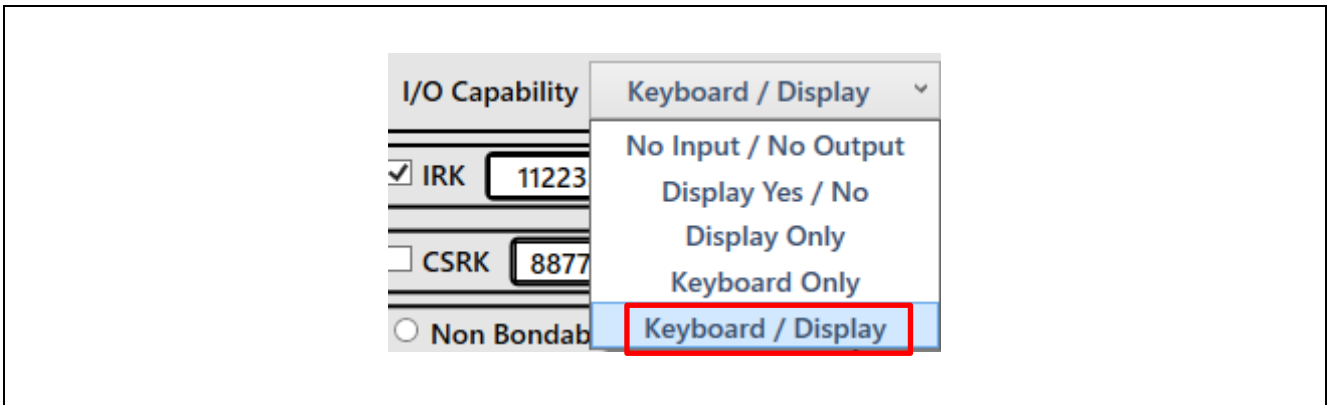 I/O Capability Keyboard / Display
No Input / No Output
IRK 11223
Display Yes / No
Display Only
CSRK 8877
Keyboard Only
Non Bondab
Keyboard / Display